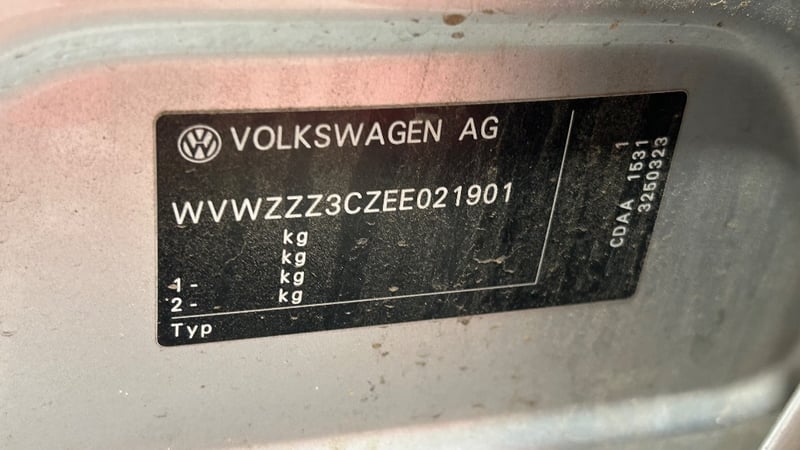 VOLKSWAGEN AG
WVWZZZ3CZEE021901
kg
kg
1- kg
2- kg
Typ
1
CDAA 1531
3250323